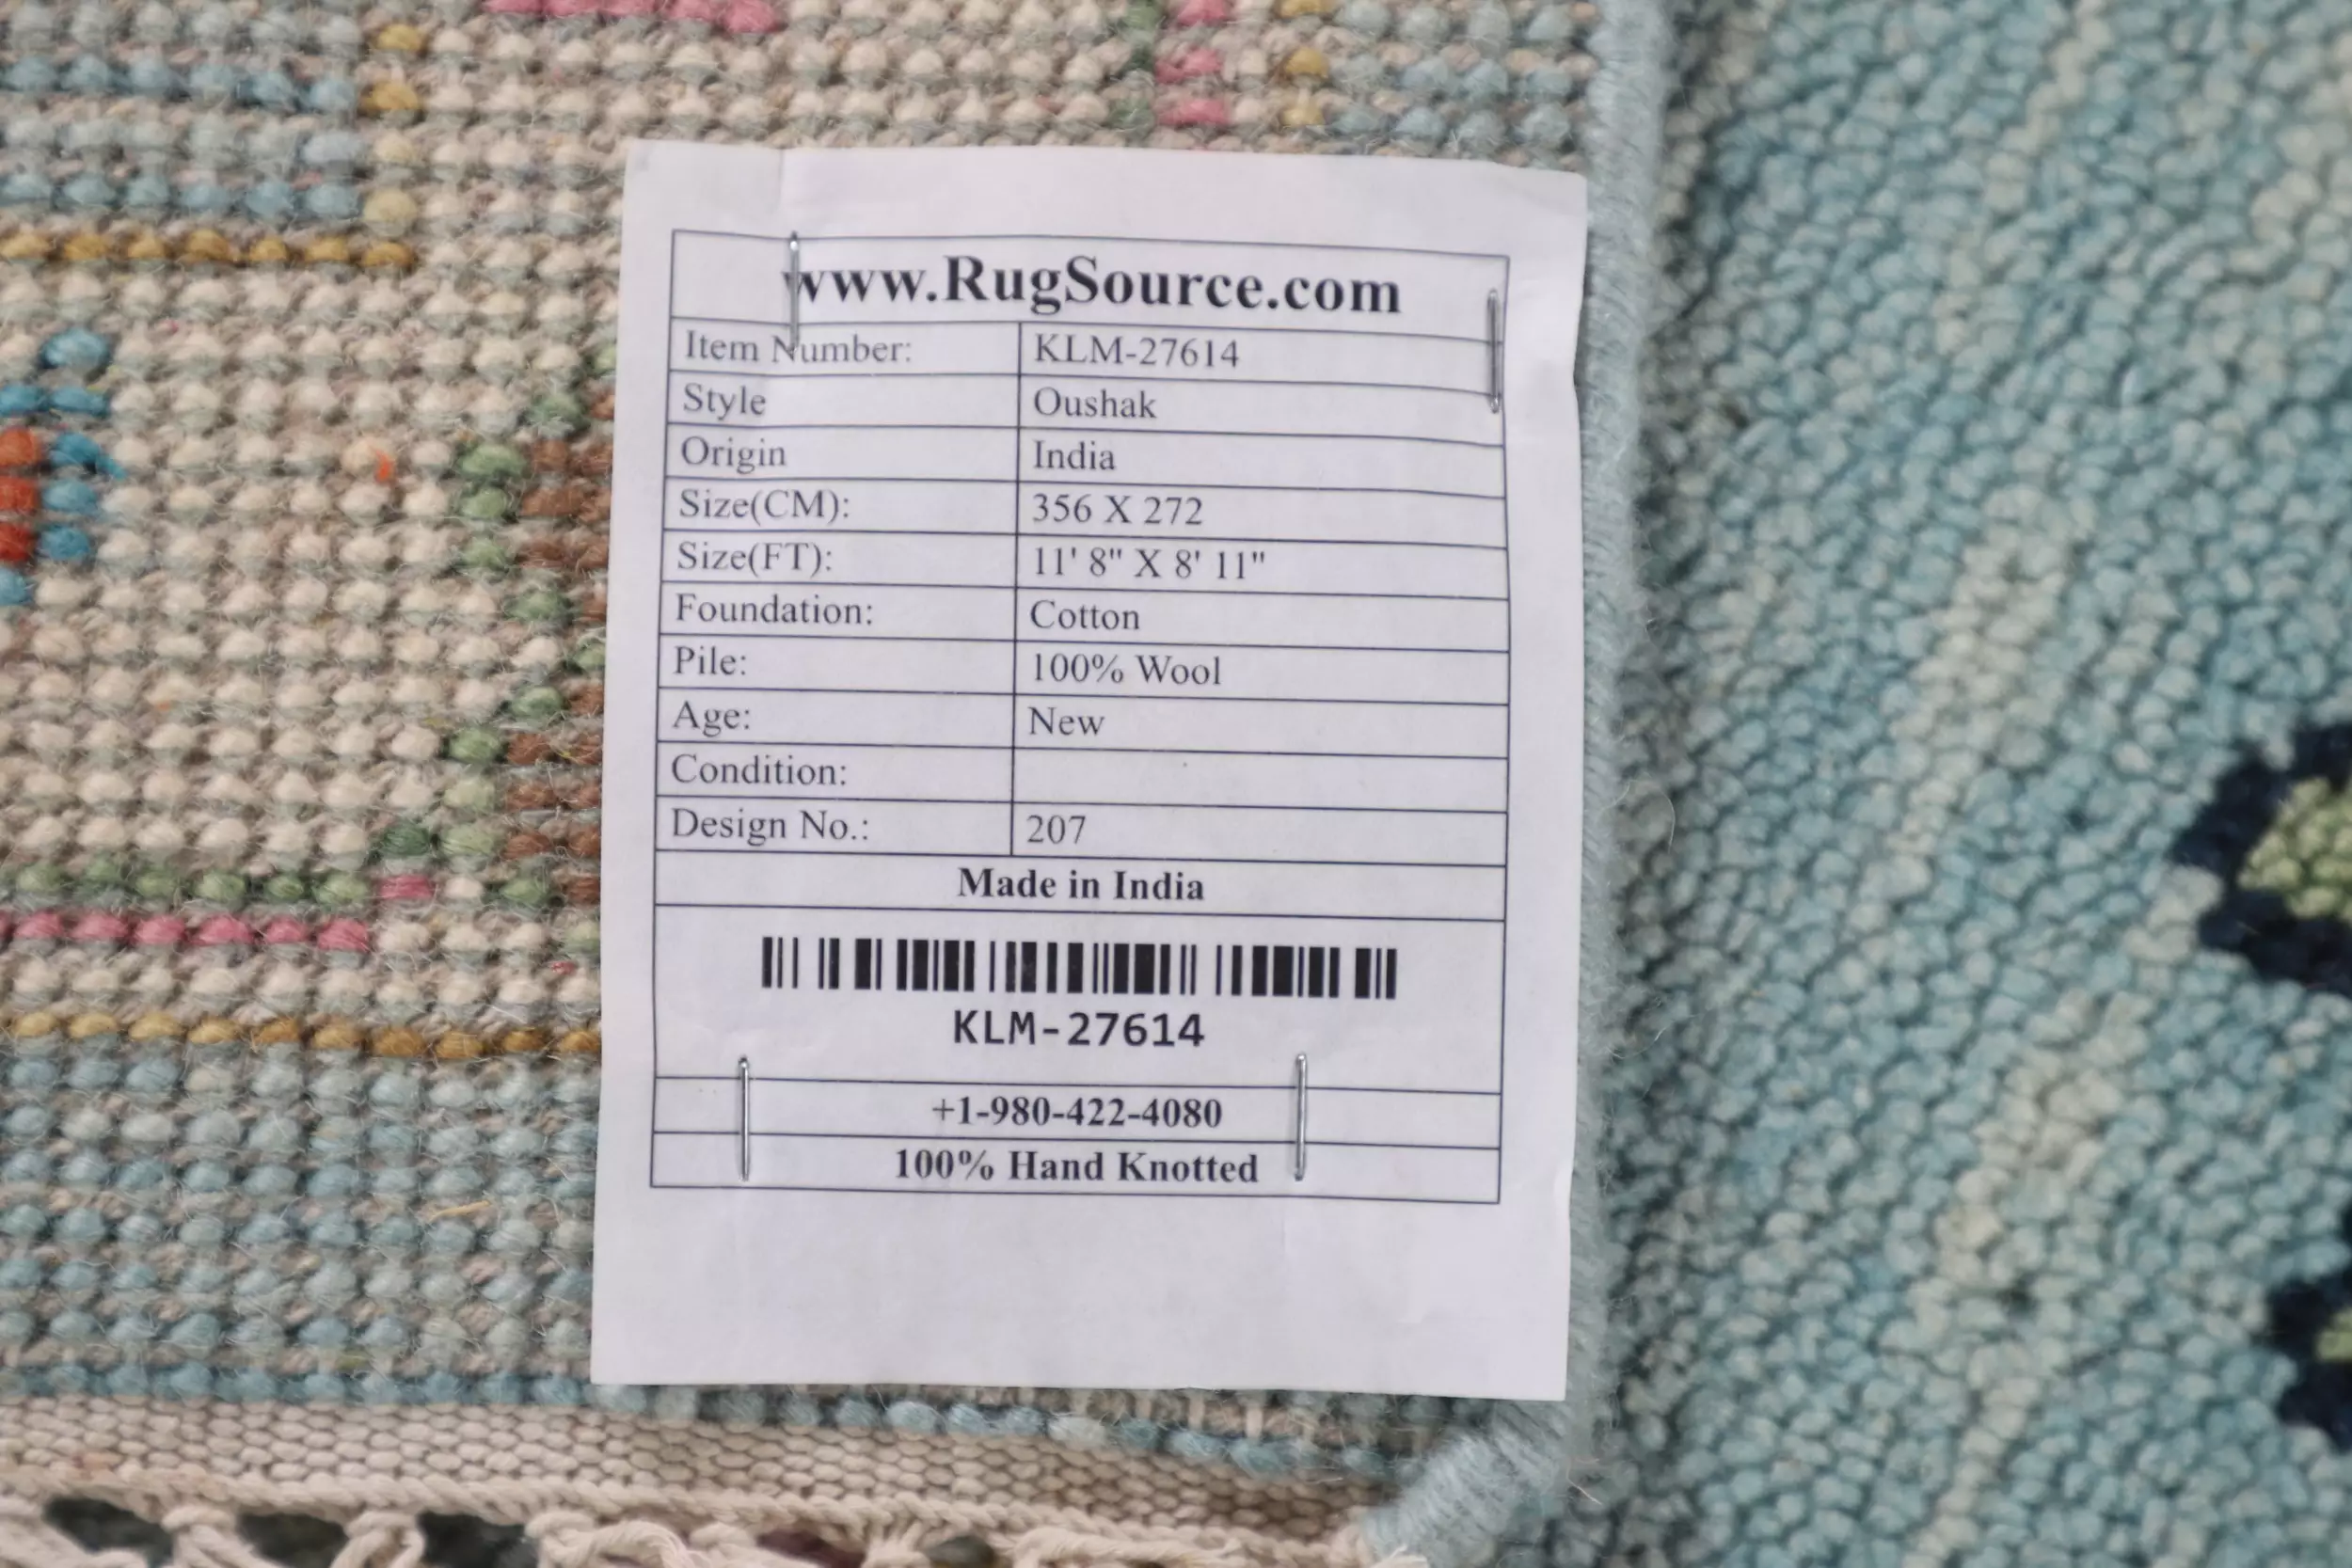 www.RugSource.com
Item Number: KLM-27614
Style Oushak
Origin India
Size(CM): 356 X 272
Size(FT): 11' 8" X 8' 11"
Foundation: Cotton
Pile: 100% Wool
Age: New
Condition:
Design No.: 207
Made in India
KLM-27614
+1-980-422-4080
100% Hand Knotted